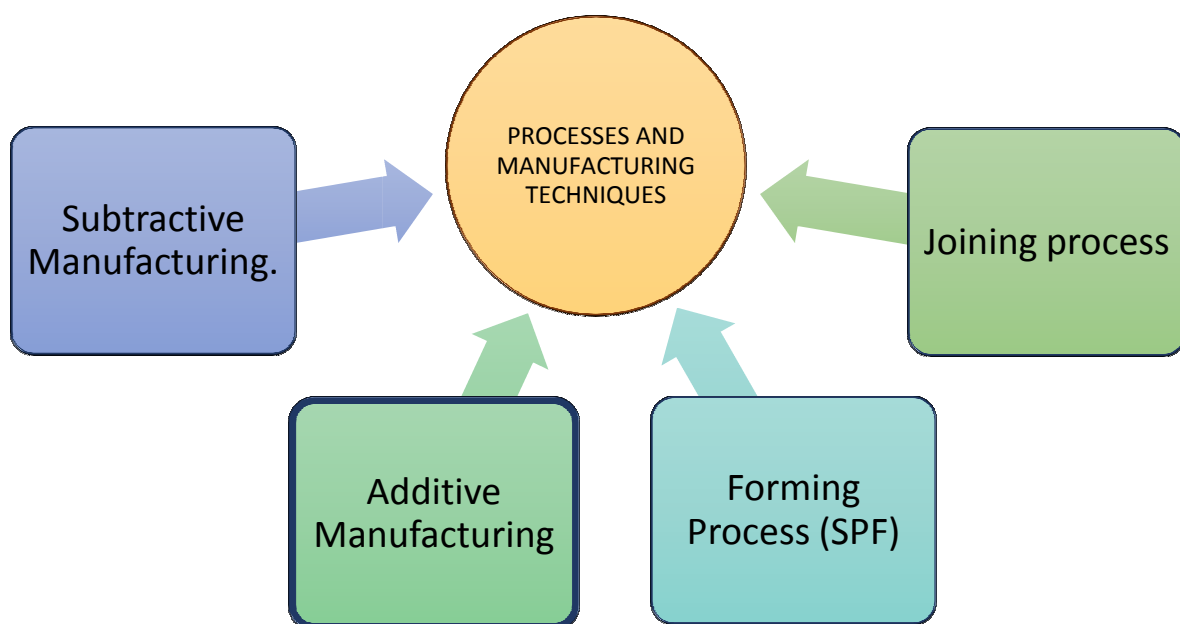 PROCESSES AND
MANUFACTURING
TECHNIQUES
Subtractive
Manufacturing.
Joining process
Additive
Manufacturing
Forming
Process (SPF)